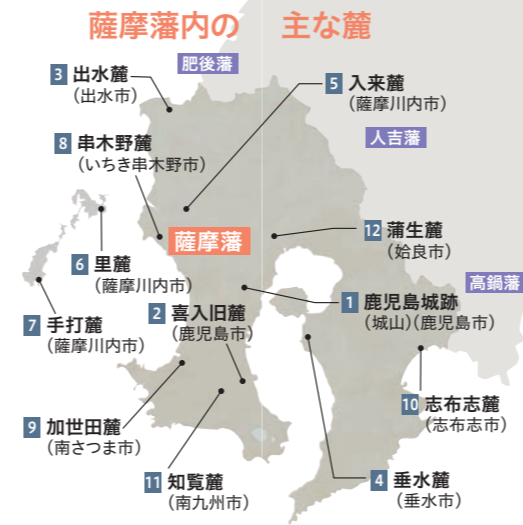 薩摩藩内の 主な麓
肥後藩
3 出水麓
（出水市）
5 入来麓
（薩摩川内市）
人吉藩
8 串木野麓
（いちき串木野市）
薩摩藩
12 蒲生麓
（姶良市）
6 里麓
（薩摩川内市）
高鍋藩
1 鹿児島城跡
（城山）（鹿児島市）
2 喜入旧麓
（鹿児島市）
7 手打麓
（薩摩川内市）
10 志布志麓
（志布志市）
9 加世田麓
（南さつま市）
11 知覧麓
（南九州市）
4 垂水麓
（垂水市）